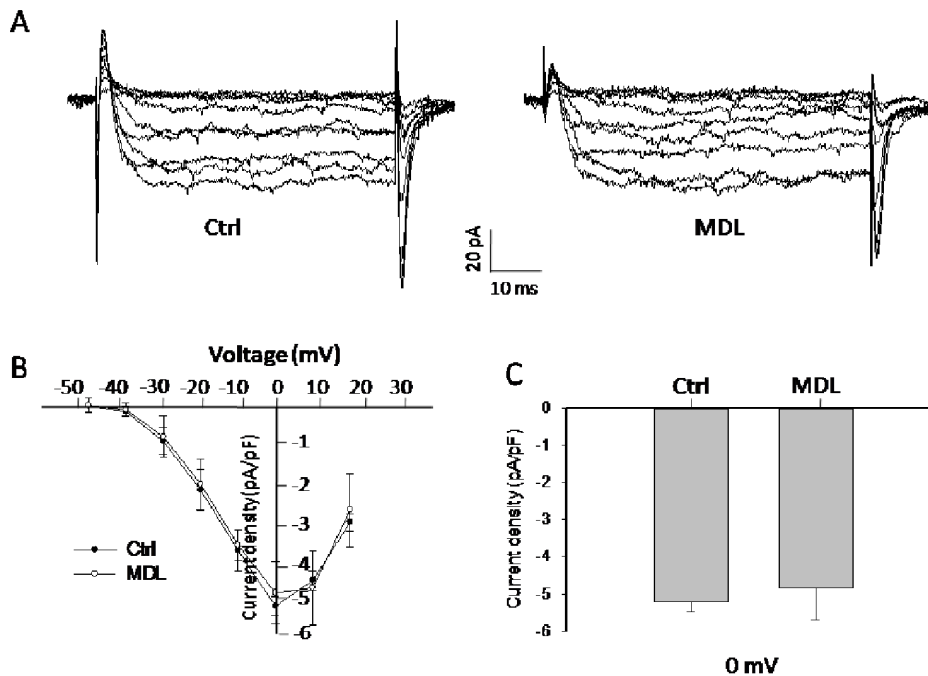 A
Ctrl
MDL
20 pA
10 ms
B
Voltage (mV)
-50 -40 -30 -20 -10 0 10 20 30
Current density (pA/pF)
-1
-2
-3
-4
-5
-6
Ctrl
MDL
C
Ctrl
MDL
Current density (pA/pF)
0
-1
-2
-3
-4
-5
-6
0 mV